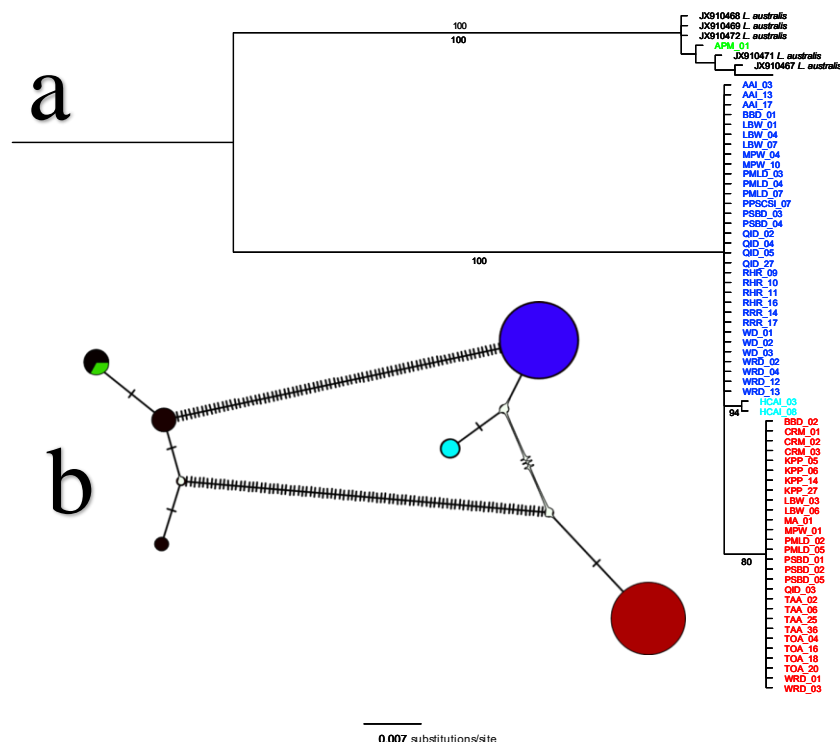 100
100
JX910468 L. australis
JX910469 L. australis
JX910472 L. australis
APM_01
JX910471 L. australis
JX910467 L. australis
a
AAI_03
AAI_13
AAI_17
BBD_01
LBW_01
LBW_04
LBW_07
MPW_04
MPW_10
PMLD_03
PMLD_04
PMLD_07
PPSCSI_07
PSBD_03
PSBD_04
QID_02
QID_04
QID_05
QID_27
100
RHR_09
RHR_10
RHR_11
RHR_16
RRR_14
RRR_17
WD_01
WD_02
WD_03
WRD_02
WRD_04
WRD_12
WRD_13
HCAI_03
HCAI_08
94
b
BBD_02
CRM_01
CRM_02
CRM_03
KPP_05
KPP_06
KPP_14
KPP_27
LBW_03
LBW_06
MA_01
MPW_01
PMLD_02
PMLD_05
80
PSBD_01
PSBD_02
PSBD_05
QID_03
TAA_02
TAA_06
TAA_25
TAA_36
TOA_04
TOA_16
TOA_18
TOA_20
WRD_01
WRD_03
0.007 substitutions/site